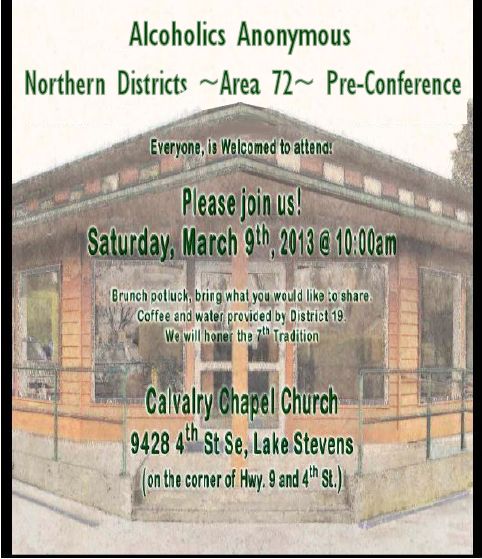 Alcoholics Anonymous
Northern Districts ~Area 72~ Pre-Conference
Everyone, is Welcomed to attend!
Please join us!
Saturday, March 9th, 2013 @ 10:00am
Brunch potluck, bring what you would like to share.
Coffee and water provided by District 19.
We will honor the 7th Tradition
Calvalry Chapel Church
9428 4th St Se, Lake Stevens
(on the corner of Hwy. 9 and 4th St.)